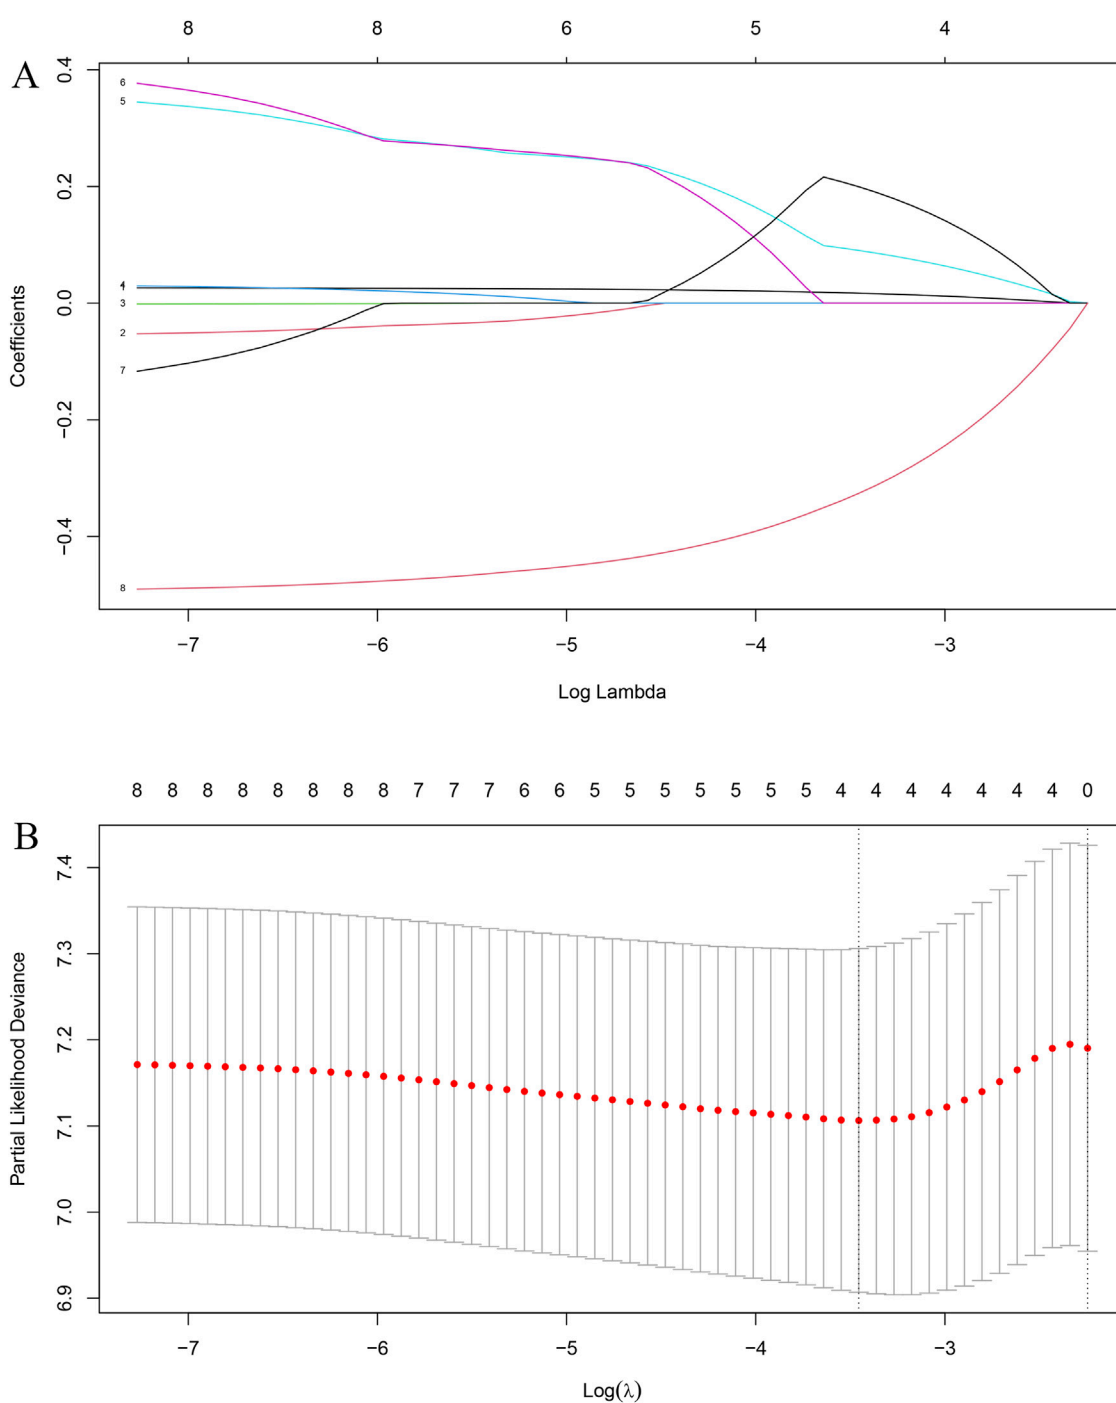 8 8 6 5 4
A
0.4
0.2
0.0
−0.2
−0.4
Coefficients
6
5
4
3
2
7
8
−7 −6 −5 −4 −3
Log Lambda
8 8 8 8 8 8 8 8 7 7 7 6 6 5 5 5 5 5 5 5 4 4 4 4 4 4 4 0
B
7.4
7.3
7.2
7.1
7.0
6.9
Partial Likelihood Deviance
−7 −6 −5 −4 −3
Log(λ)